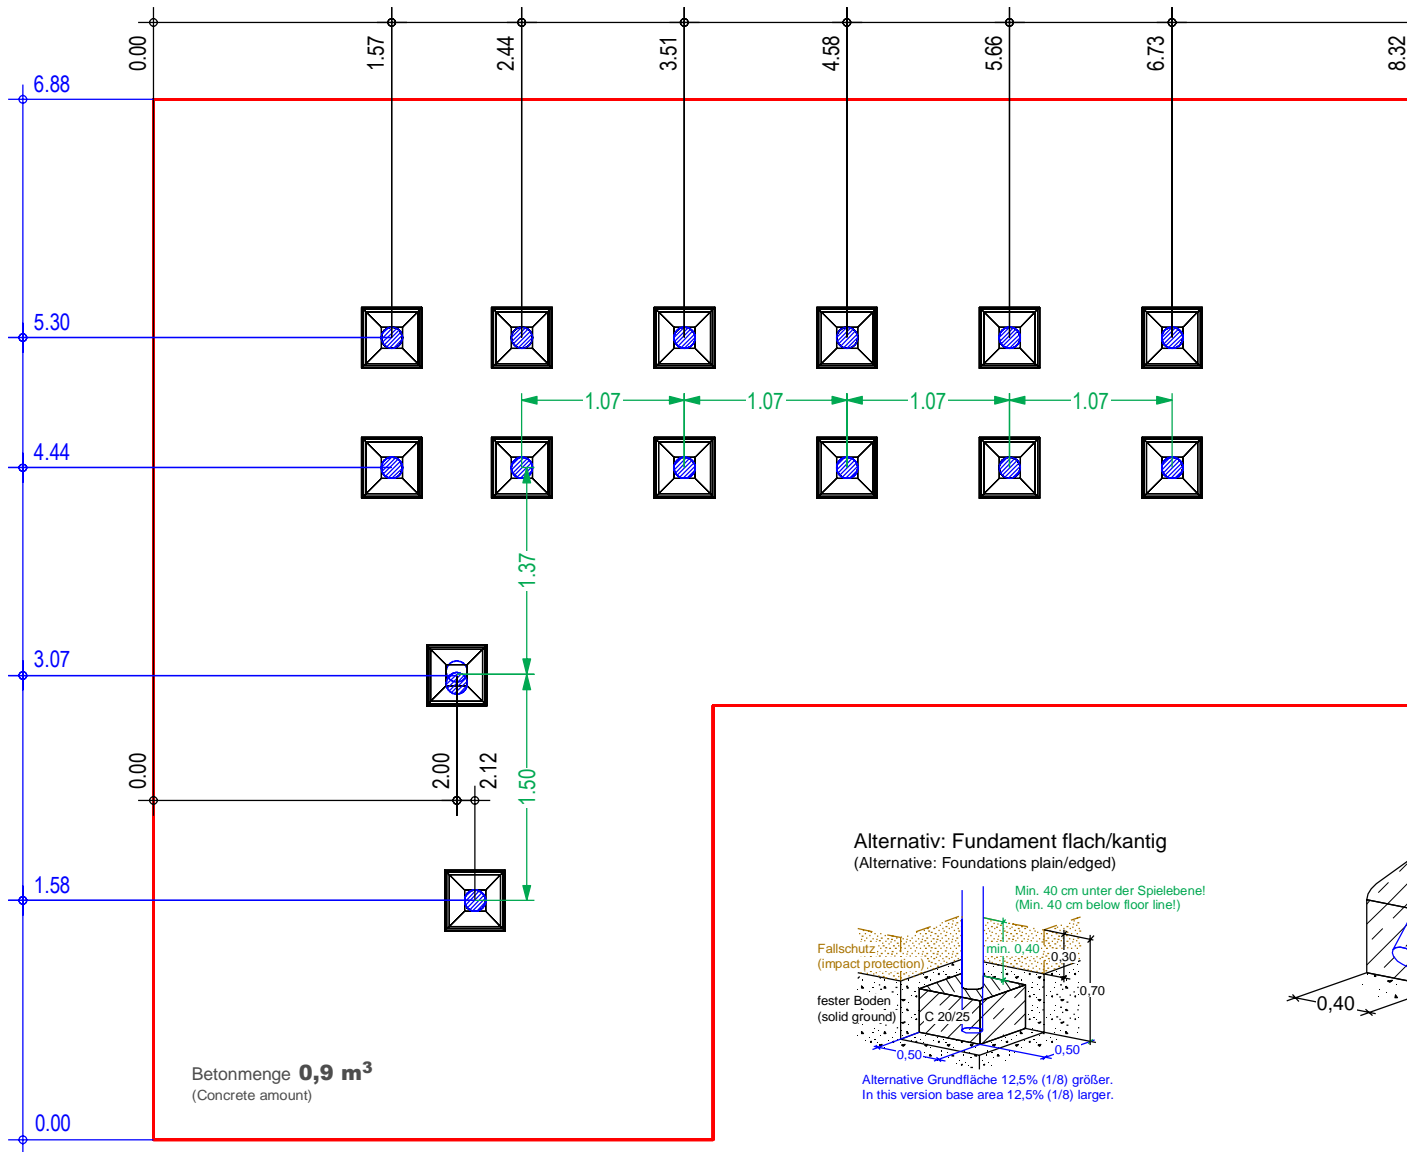 0.00
1.57
2.44
3.51
4.58
5.66
6.73
8.32
6.88
5.30
1.07
1.07
1.07
1.07
4.44
1.37
3.07
0.00
2.00
2.12
1.50
1.58
Alternativ: Fundament flach/kantig
(Alternative: Foundations plain/edged)
Min. 40 cm unter der Spielebene!
(Min. 40 cm below floor line!)
Fallschutz
(impact protection)
min. 0,40
0,30
0,70
fester Boden
(solid ground)
C 20/25
0,50
0,50
0,40
Alternative Grundfläche 12,5% (1/8) größer.
In this version base area 12,5% (1/8) larger.
Betonmenge 0,9 m³
(Concrete amount)
0.00